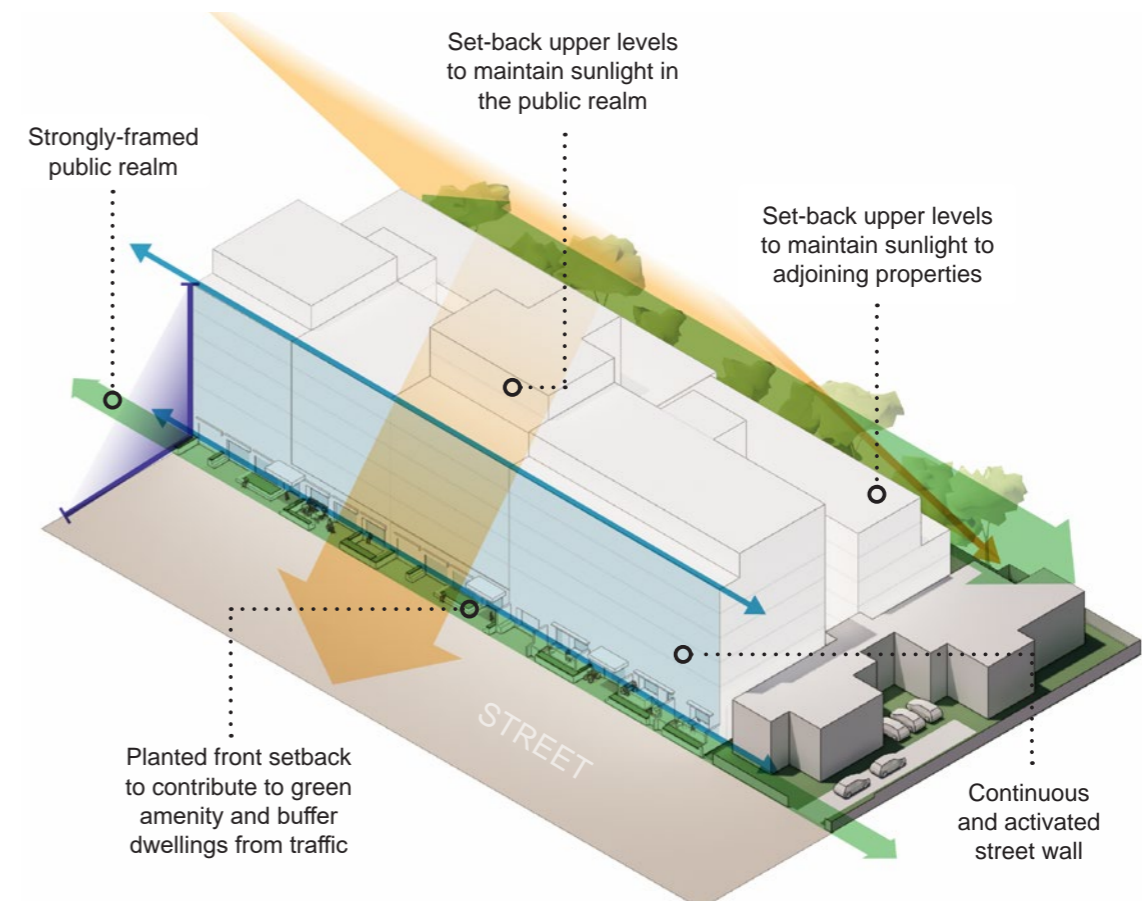 Set-back upper levels
to maintain sunlight in
the public realm
Strongly-framed
public realm
Set-back upper levels
to maintain sunlight to
adjoining properties
STREET
Planted front setback
to contribute to green
amenity and buffer
dwellings from traffic
Continuous
and activated
street wall